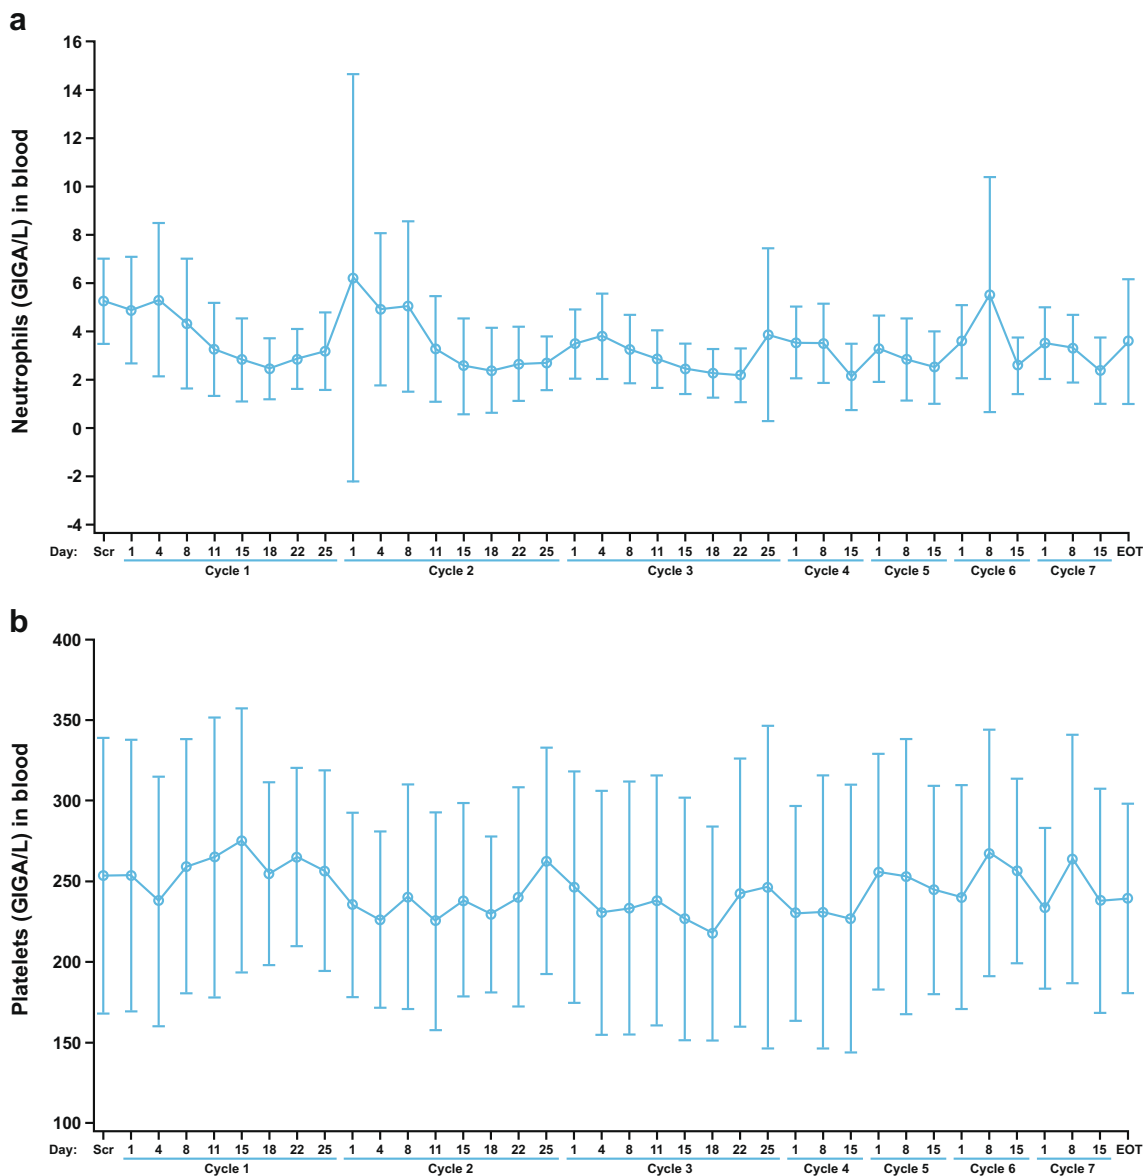 a
Neutrophils (GIGA/L) in blood
16
14
12
10
8
6
4
2
0
-2
-4
Day: Scr 1 4 8 11 15 18 22 25 1 4 8 11 15 18 22 25 1 4 8 11 15 18 22 25 1 8 15 1 8 15 1 8 15 1 8 15 EOT
Cycle 1 Cycle 2 Cycle 3 Cycle 4 Cycle 5 Cycle 6 Cycle 7
b
Platelets (GIGA/L) in blood
400
350
300
250
200
150
100
Day: Scr 1 4 8 11 15 18 22 25 1 4 8 11 15 18 22 25 1 4 8 11 15 18 22 25 1 8 15 1 8 15 1 8 15 1 8 15 EOT
Cycle 1 Cycle 2 Cycle 3 Cycle 4 Cycle 5 Cycle 6 Cycle 7